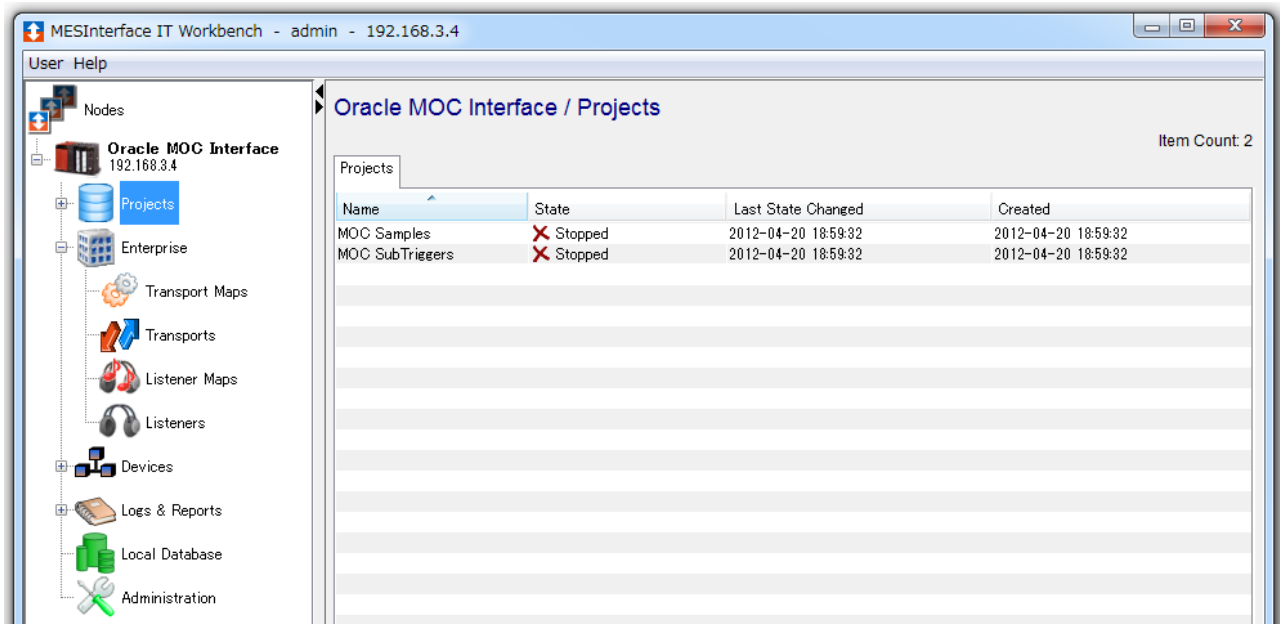 MESInterface IT Workbench - admin - 192.168.3.4
User Help
Nodes
Oracle MOC Interface
192.168.3.4
Projects
Enterprise
Transport Maps
Transports
Listener Maps
Listeners
Devices
Logs & Reports
Local Database
Administration
Oracle MOC Interface / Projects
Item Count: 2
Projects
Name State Last State Changed Created
MOC Samples Stopped 2012-04-20 18:59:32 2012-04-20 18:59:32
MOC SubTriggers Stopped 2012-04-20 18:59:32 2012-04-20 18:59:32